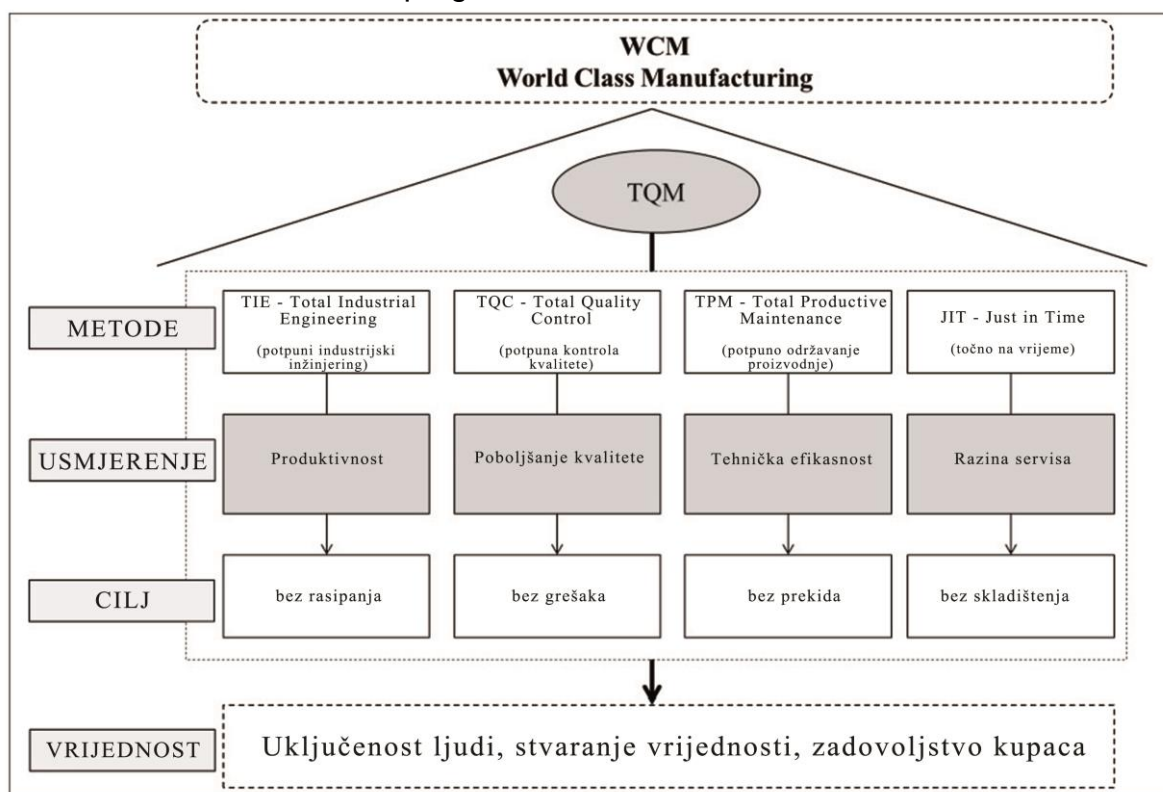 WCM
World Class Manufacturing
TQM
METODE
TIE - Total Industrial
Engineering
(potpuni industrijski
inžinjering)
TQC - Total Quality
Control
(potpuna kontrola
kvalitete)
TPM - Total Productive
Maintenance
(potpuno održavanje
proizvodnje)
JIT - Just in Time
(točno na vrijeme)
USMJERENJE
Produktivnost
Poboljšanje kvalitete
Tehnička efikasnost
Razina servisa
CILJ
bez rasipanja
bez grešaka
bez prekida
bez skladištenja
VRIJEDNOST
Uključenost ljudi, stvaranje vrijednosti, zadovoljstvo kupaca